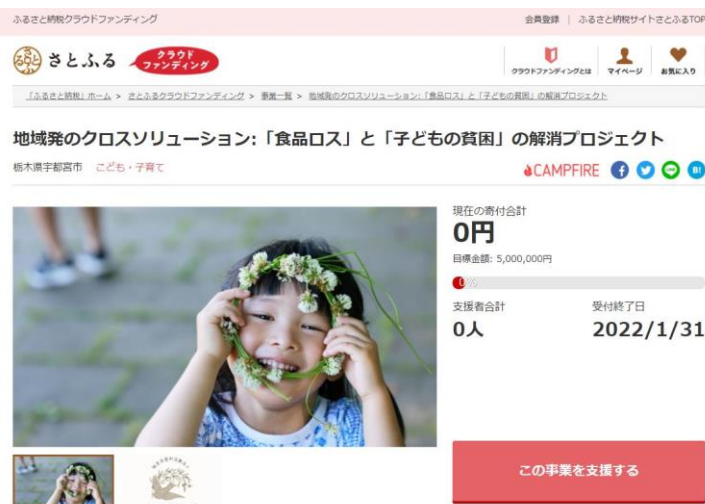 ふるさと納税クラウドファンディング
会員登録 | ふるさと納税サイトさとふるTOP
さとふる
クラウド
ファンディング
クラウドファンディングとは マイページ お気に入り
「ふるさと納税」ホーム > さとふるクラウドファンディング > 事業一覧 > 地域発のクロスソリューション:「食品ロス」と「子どもの貧困」の解消プロジェクト
地域発のクロスソリューション:「食品ロス」と「子どもの貧困」の解消プロジェクト
栃木県宇都宮市 こども・子育て
CAMPFIRE
現在の寄付合計
0円
目標金額: 5,000,000円
0%
支援者合計 受付終了日
0人 2022/1/31
この事業を支援する